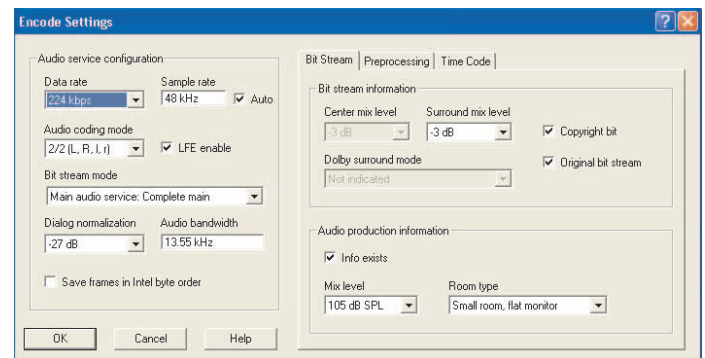 Encode Settings
Audio service configuration
Data rate
Sample rate
224 kbps
48 kHz
Auto
Audio coding mode
2/2 (L, R, l, r)
LFE enable
Bit stream mode
Main audio service: Complete main
Dialog normalization
Audio bandwidth
-27 dB
13.55 kHz
Save frames in Intel byte order
OK
Cancel
Help
Bit Stream
Preprocessing
Time Code
Bit stream information
Center mix level
Surround mix level
-3 dB
-3 dB
Copyright bit
Dolby surround mode
Original bit stream
Not indicated
Audio production information
Info exists
Mix level
Room type
105 dB SPL
Small room, flat monitor